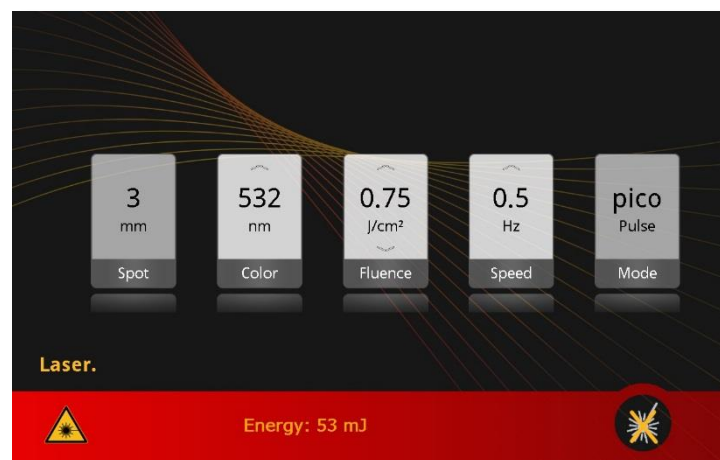 3
mm
Spot
532
nm
Color
0.75
J/cm²
Fluence
0.5
Hz
Speed
pico
Pulse
Mode
Laser.
Energy: 53 mJ